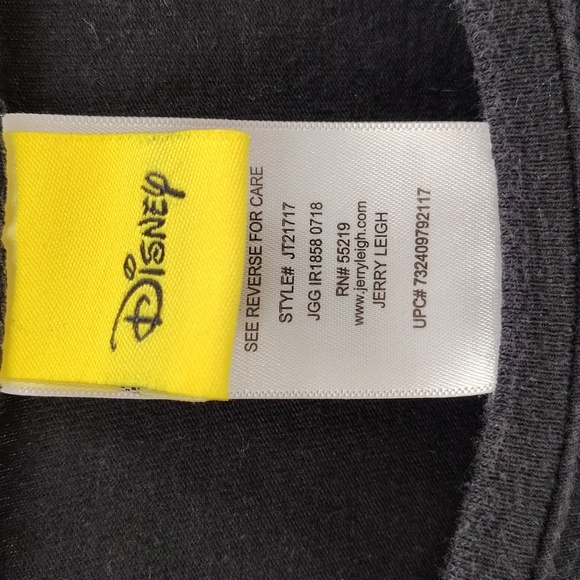 Disney
SEE REVERSE FOR CARE
STYLE# JT21717
JGG IR1858 0718
RN# 55219
www.jerryleigh.com
JERRY LEIGH
UPC# 732409792117